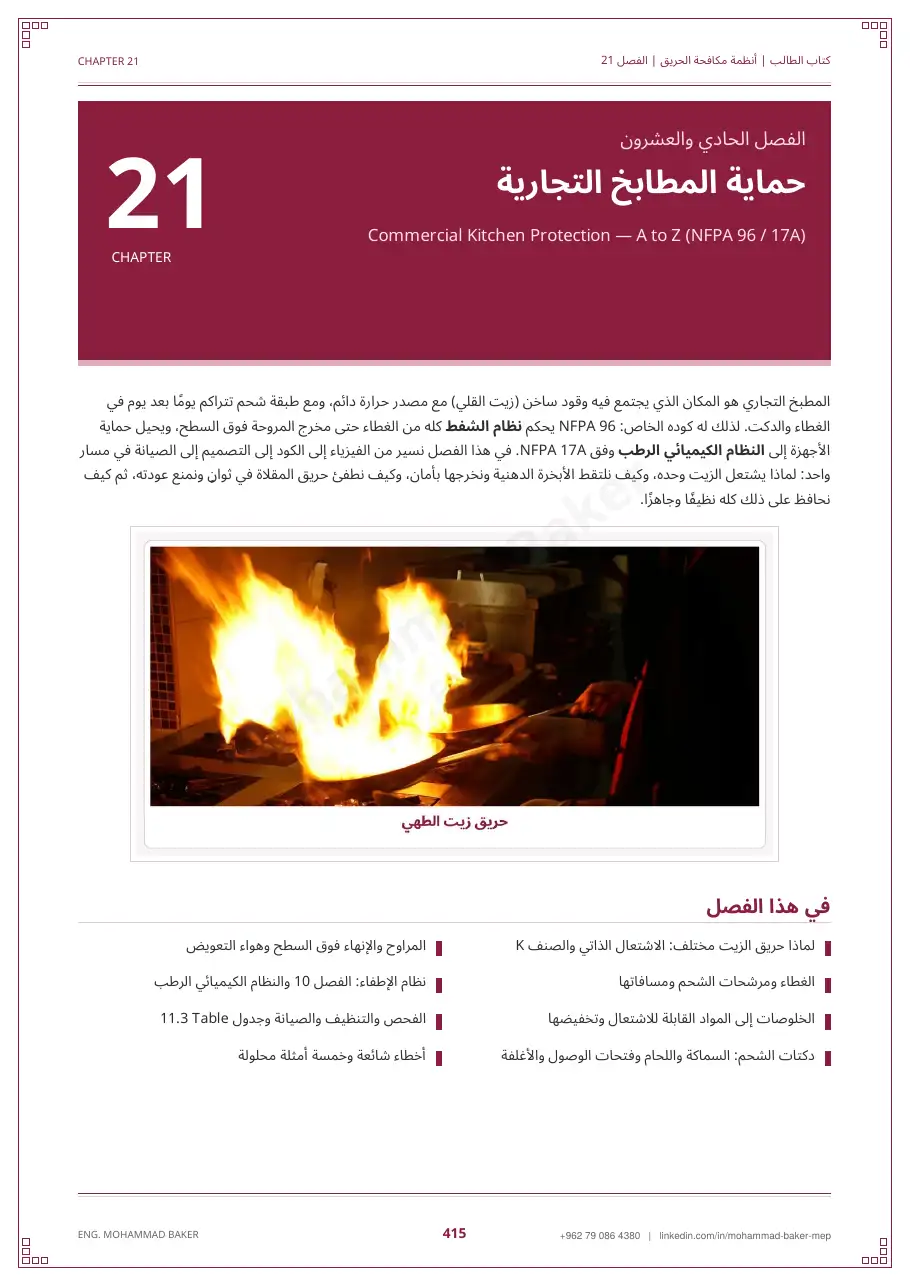 كتاب الطالب | أنظمة مكافحة الحريق | الفصل 21
CHAPTER 21
الفصل الحادي والعشرون
حماية المطابخ التجارية
Commercial Kitchen Protection — A to Z (NFPA 96 / 17A)
21
CHAPTER
المطبخ التجاري هو المكان الذي يجتمع فيه وقود ساخن (زيت القلي) مع مصدر حرارة دائم، ومع طبقة شحم تتراكم يومًا بعد يوم في
الغطاء والدكت. لذلك له كوده الخاص: NFPA 96 يحكم نظام الشفط كله من الغطاء حتى مخرج المروحة فوق السطح، ويحيل حماية
الأجهزة إلى النظام الكيميائي الرطب وفق NFPA 17A. في هذا الفصل نسير من الفيزياء إلى الكود إلى التصميم إلى الصيانة في مسار
واحد: لماذا يشتعل الزيت وحده، وكيف نلتقط الأبخرة الدهنية ونخرجها بأمان، وكيف نطفئ حريق المقلاة في ثوانٍ ونمنع عودته، ثم كيف
نحافظ على ذلك كله نظيفًا وجاهزًا.
حريق زيت الطهي
في هذا الفصل
لماذا حريق الزيت مختلف: الاشتعال الذاتي والصنف K
الغطاء ومرشحات الشحم ومسافاتها
الخلوصات إلى المواد القابلة للاشتعال وتخفيضها
دكتات الشحم: السماكة واللحام وفتحات الوصول والأغلفة
المراوح والإنهاء فوق السطح وهواء التعويض
نظام الإطفاء: الفصل 10 والنظام الكيميائي الرطب
الفحص والتنظيف والصيانة وجدول Table 11.3
أخطاء شائعة وخمسة أمثلة محلولة
ENG. MOHAMMAD BAKER
415
+962 79 086 4380 | linkedin.com/in/mohammad-baker-mep